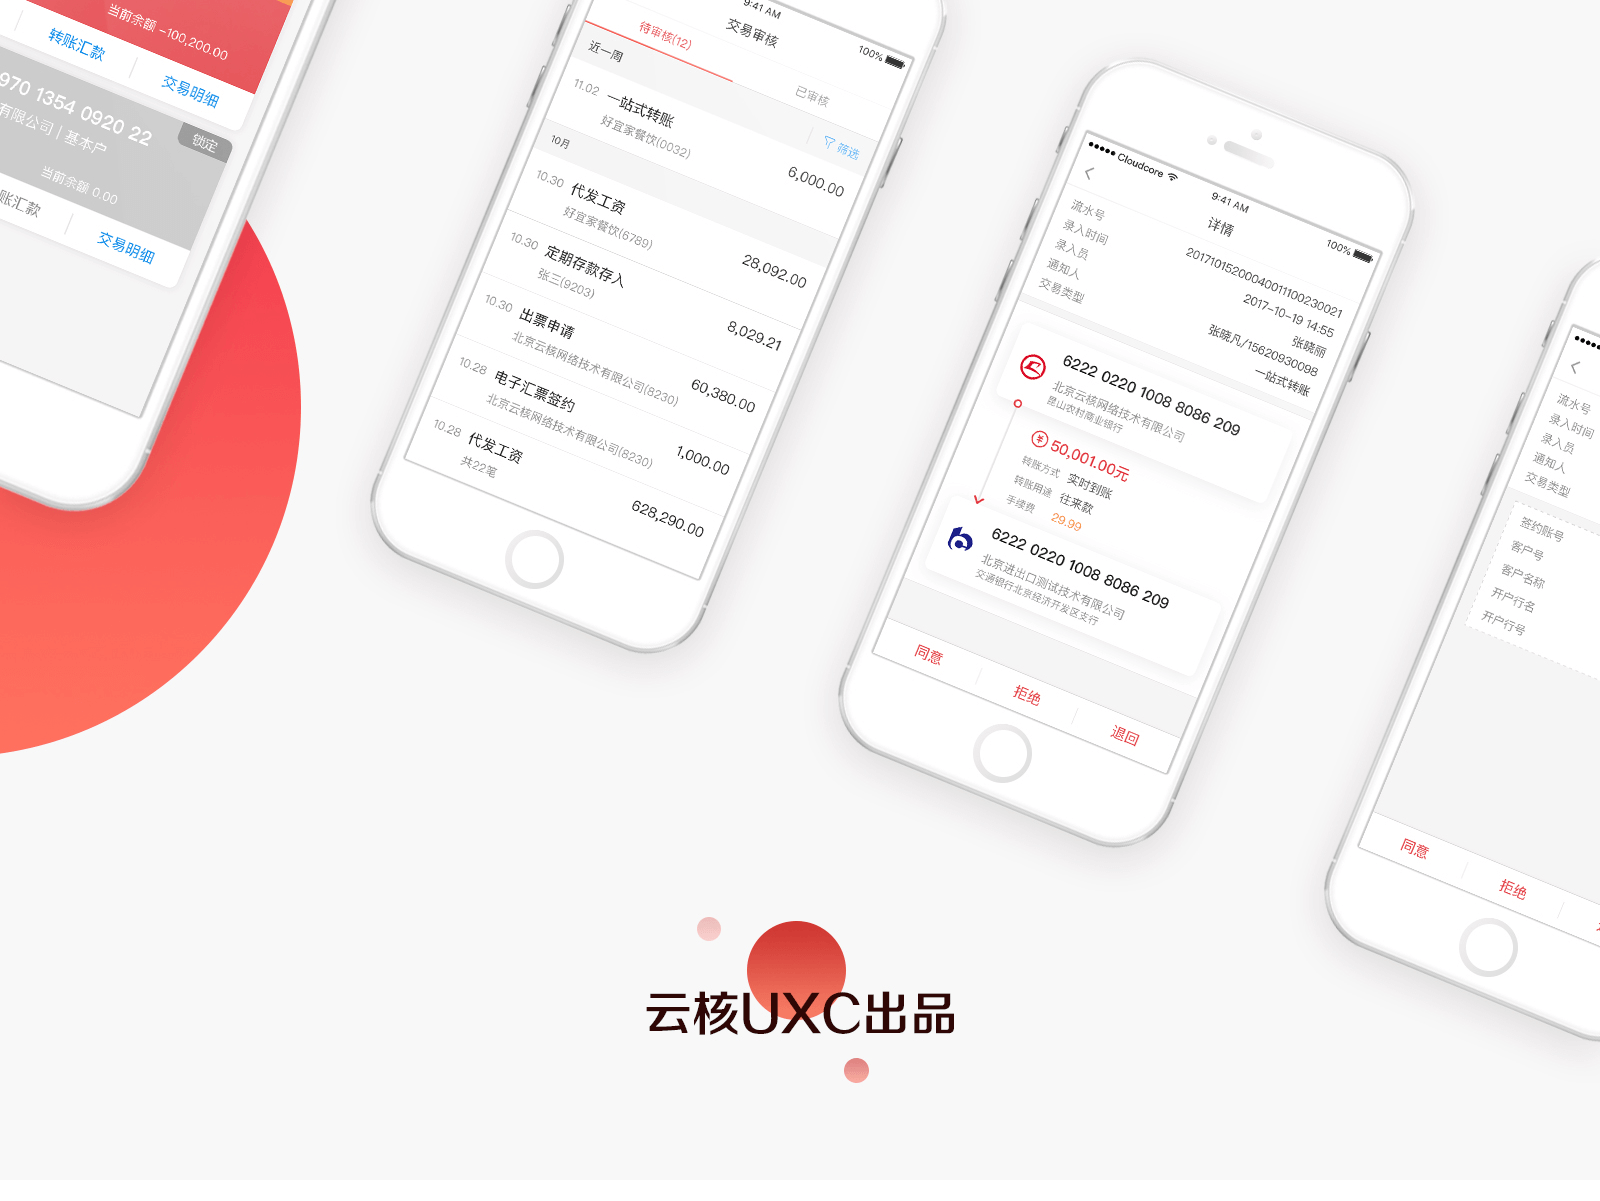 当前余额 -100,200.00
转账汇款
交易明细
970 1354 0920 22
锁定
有限公司 | 基本户
当前余额 0.00
账汇款
交易明细
9:41 AM
100%
交易审核
待审核(12)
已审核
近一周
筛选
11.02
一站式转账
好宜家餐饮(0032)
6,000.00
10月
10.30
代发工资
好宜家餐饮(6789)
28,092.00
10.30
定期存款存入
张三(9203)
8,029.21
10.30
出票申请
北京云核网络技术有限公司(8230)
60,380.00
10.28
电子汇票签约
北京云核网络技术有限公司(8230)
1,000.00
10.28
代发工资
共22笔
628,290.00
Cloudcore
9:41 AM
100%
详情
流水号
2017101520004001110023​0021
录入时间
2017-10-19 14:55
录入员
张晓丽
通知人
张晓凡/15620930098
交易类型
一站式转账
6222 0220 1008 8086 209
北京云核网络技术有限公司
昆山农村商业银行
¥ 50,001.00元
转账方式 实时到账
转账用途 往来款
手续费 29.99
6222 0220 1008 8086 209
北京进出口测试技术有限公司
交通银行北京经济开发区支行
同意
拒绝
退回
流水号
录入时间
录入员
通知人
交易类型
签约账号
客户号
客户名称
开户行名
开户行号
同意
拒绝
云核UXC出品